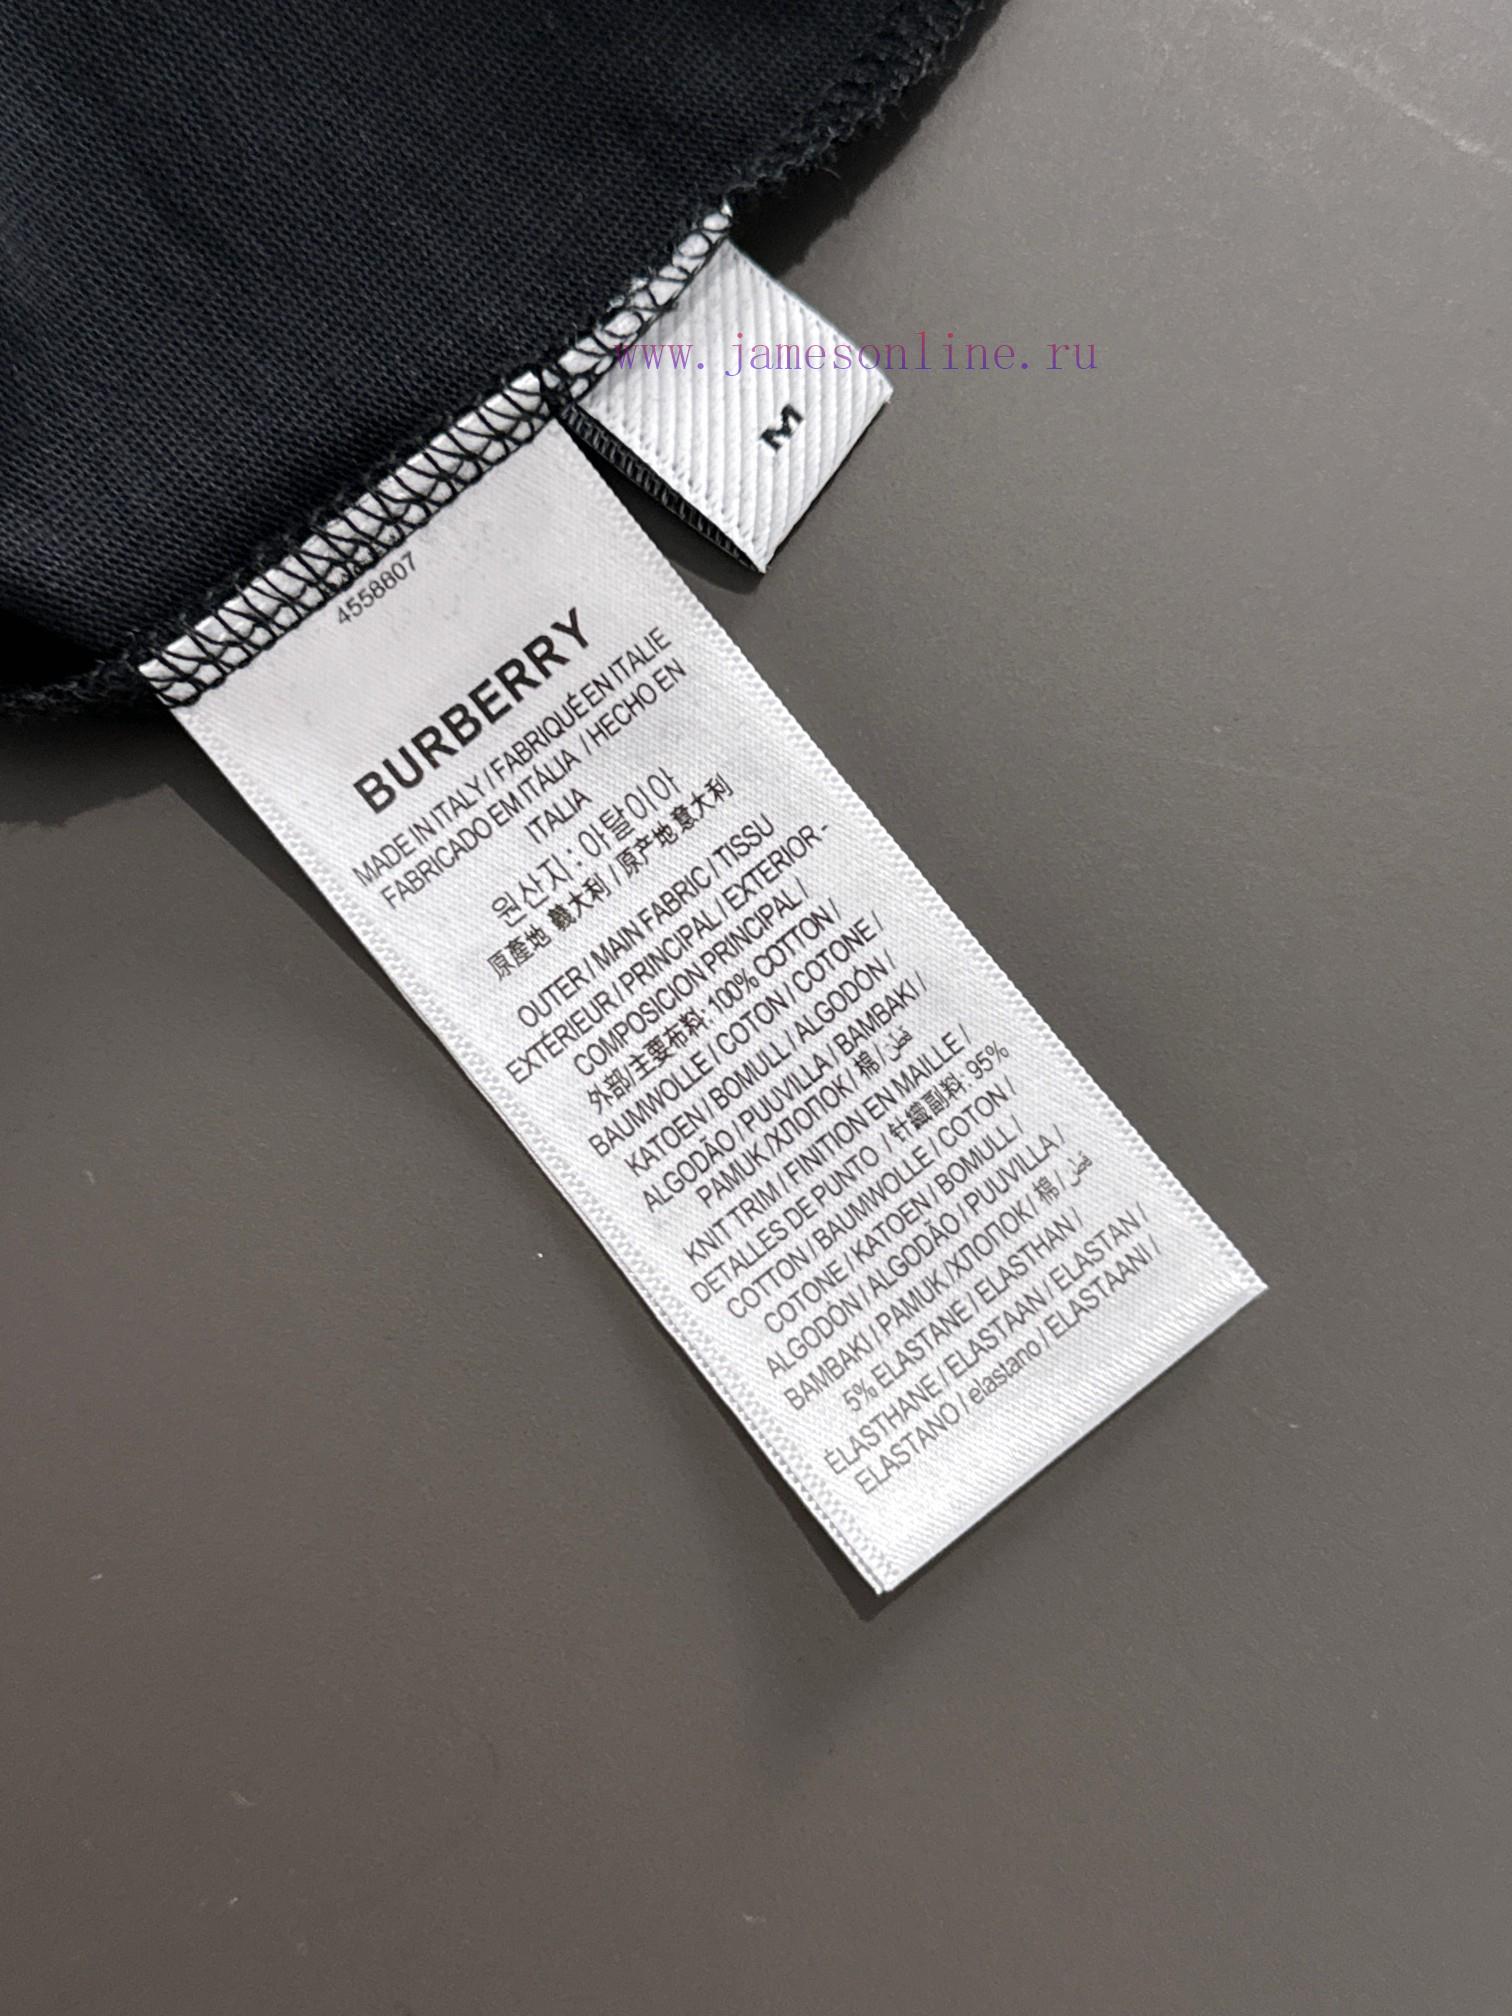 www.jamesonline.ru
M
4558807
BURBERRY
MADE IN ITALY / FABRIQUÉ EN ITALIE
FABRICADO EM ITÁLIA / HECHO EN
ITALIA
원산지: 이탈이아
原產地 義大利 / 原产地 意大利
OUTER / MAIN FABRIC / TISSU
EXTÉRIEUR / PRINCIPAL / EXTERIOR -
COMPOSICION PRINCIPAL /
外部/主要布料: 100% COTTON /
BAUMWOLLE / COTON / COTONE /
KATOEN / BOMULL / ALGODÓN /
ALGODÃO / PUUVILLA / BAMBAKI /
PAMUK / ХЛОПОК / 棉 / قطن
KNIT TRIM / FINITION EN MAILLE /
DETALLES DE PUNTO / 针織副料: 95%
COTTON / BAUMWOLLE / COTON /
COTONE / KATOEN / BOMULL /
ALGODÓN / ALGODÃO / PUUVILLA /
BAMBAKI / PAMUK / ХЛОПОК / 棉 / قطن
5% ELASTANE / ELASTHAN /
ÉLASTHANE / ELASTAAN / ELASTAN /
ELASTANO / elastano / ELASTAANI /